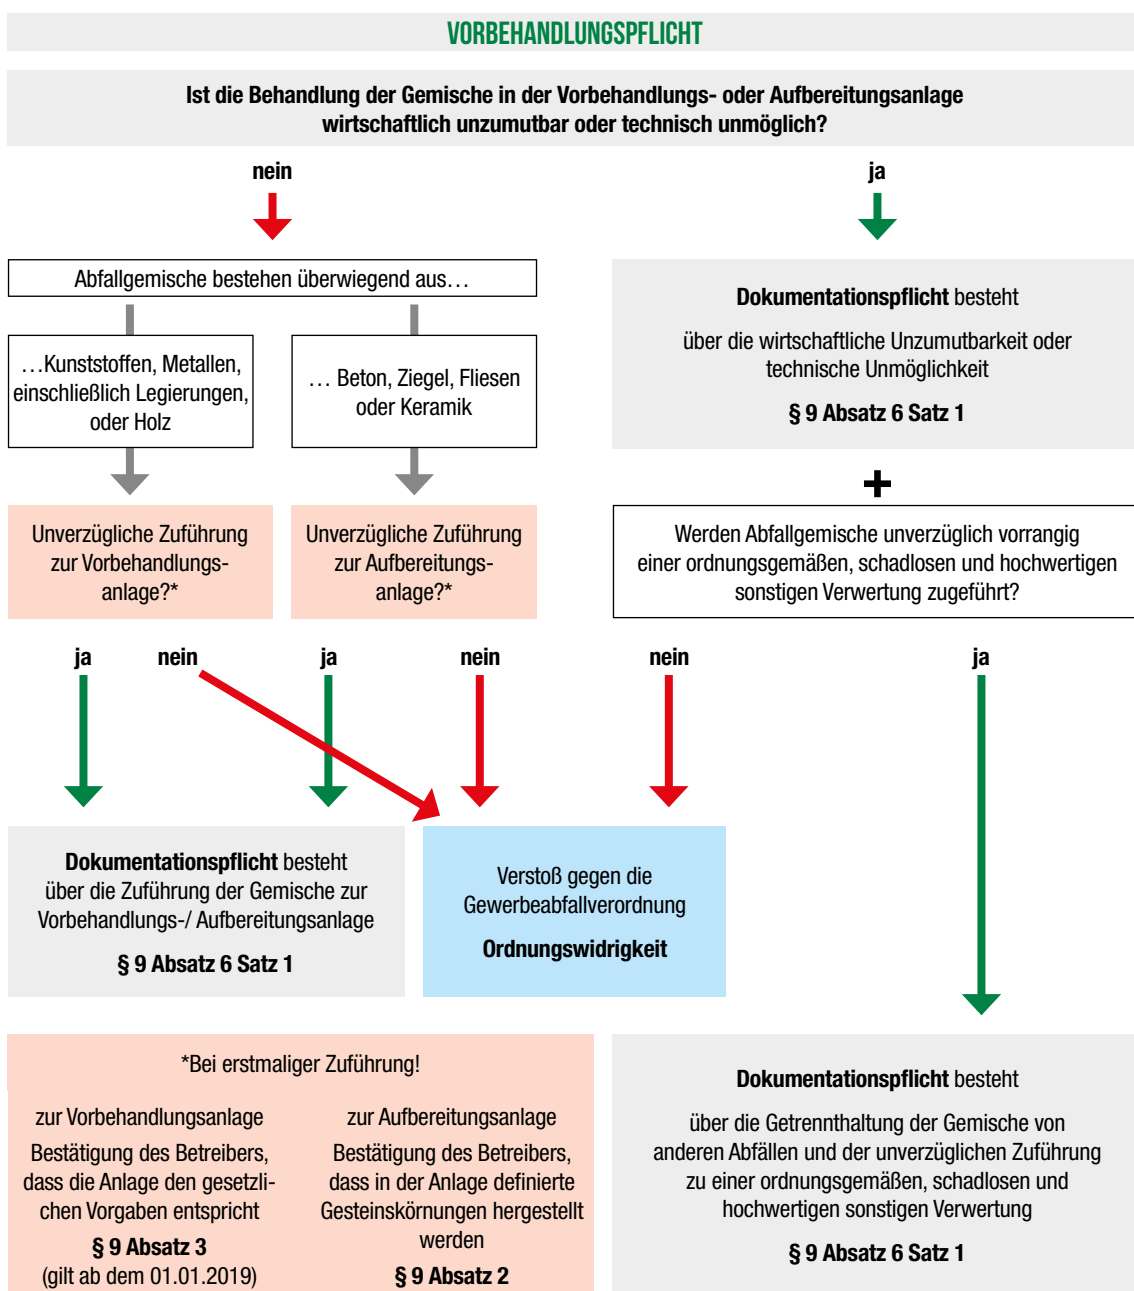 VORBEHANDLUNGSPFLICHT
Ist die Behandlung der Gemische in der Vorbehandlungs- oder Aufbereitungsanlage
wirtschaftlich unzumutbar oder technisch unmöglich?
nein
ja
Abfallgemische bestehen überwiegend aus…
…Kunststoffen, Metallen,
einschließlich Legierungen,
oder Holz
… Beton, Ziegel, Fliesen
oder Keramik
Dokumentationspflicht besteht
über die wirtschaftliche Unzumutbarkeit oder
technische Unmöglichkeit
§ 9 Absatz 6 Satz 1
+
Unverzügliche Zuführung
zur Vorbehandlungs-
anlage?*
Unverzügliche Zuführung
zur Aufbereitungs-
anlage?*
Werden Abfallgemische unverzüglich vorrangig
einer ordnungsgemäßen, schadlosen und hochwertigen
sonstigen Verwertung zugeführt?
ja
nein
ja
nein
nein
ja
Dokumentationspflicht besteht
über die Zuführung der Gemische zur
Vorbehandlungs-/ Aufbereitungsanlage
§ 9 Absatz 6 Satz 1
Verstoß gegen die
Gewerbeabfallverordnung
Ordnungswidrigkeit
*Bei erstmaliger Zuführung!
zur Vorbehandlungsanlage
Bestätigung des Betreibers,
dass die Anlage den gesetzli-
chen Vorgaben entspricht
§ 9 Absatz 3
(gilt ab dem 01.01.2019)
zur Aufbereitungsanlage
Bestätigung des Betreibers,
dass in der Anlage definierte
Gesteinskörnungen hergestellt
werden
§ 9 Absatz 2
Dokumentationspflicht besteht
über die Getrennthaltung der Gemische von
anderen Abfällen und der unverzüglichen Zuführung
zu einer ordnungsgemäßen, schadlosen und
hochwertigen sonstigen Verwertung
§ 9 Absatz 6 Satz 1